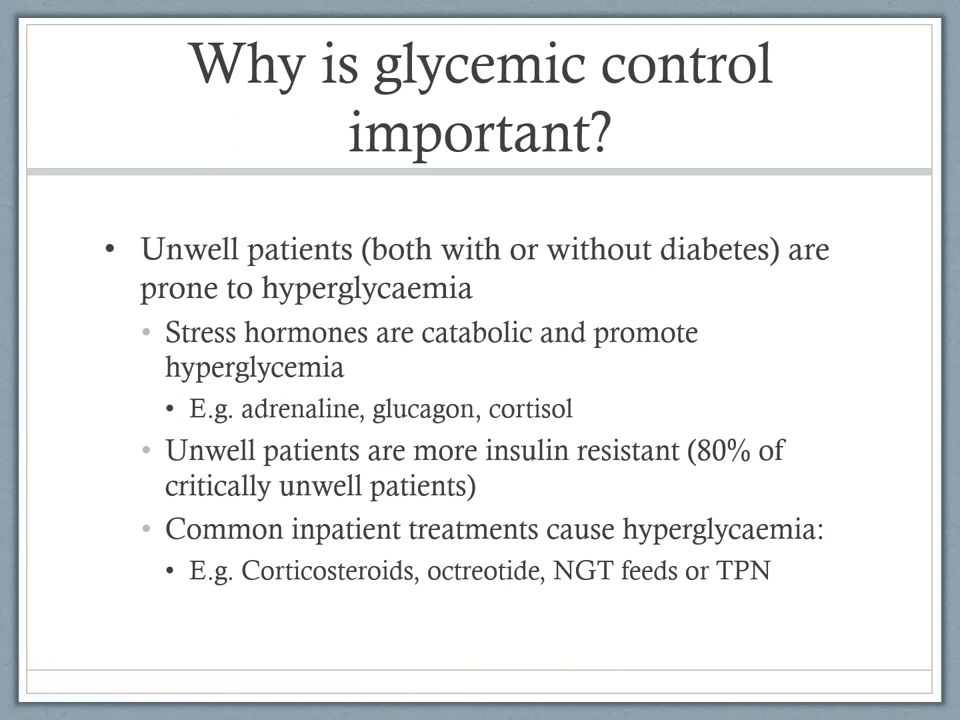 Why is glycemic control
important?
• Unwell patients (both with or without diabetes) are
prone to hyperglycaemia
• Stress hormones are catabolic and promote
hyperglycemia
• E.g. adrenaline, glucagon, cortisol
• Unwell patients are more insulin resistant (80% of
critically unwell patients)
• Common inpatient treatments cause hyperglycaemia:
• E.g. Corticosteroids, octreotide, NGT feeds or TPN